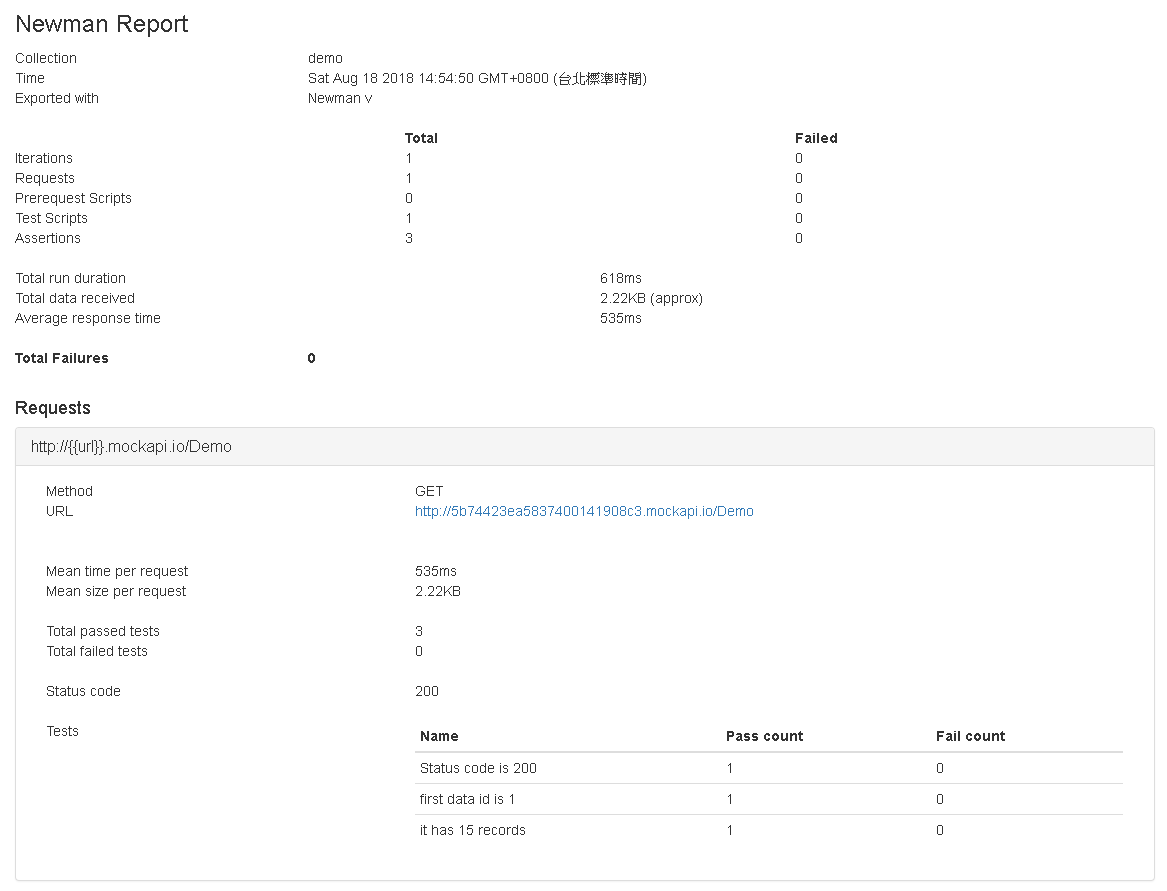 Newman Report
Collection demo
Time Sat Aug 18 2018 14:54:50 GMT+0800 (台北標準時間)
Exported with Newman v
Total Failed
Iterations 1 0
Requests 1 0
Prerequest Scripts 0 0
Test Scripts 1 0
Assertions 3 0
Total run duration 618ms
Total data received 2.22KB (approx)
Average response time 535ms
Total Failures 0
Requests
http://{{url}}.mockapi.io/Demo
Method GET
URL http://5b74423ea5837400141908c3.mockapi.io/Demo
Mean time per request 535ms
Mean size per request 2.22KB
Total passed tests 3
Total failed tests 0
Status code 200
Tests
Name Pass count Fail count
Status code is 200 1 0
first data id is 1 1 0
it has 15 records 1 0